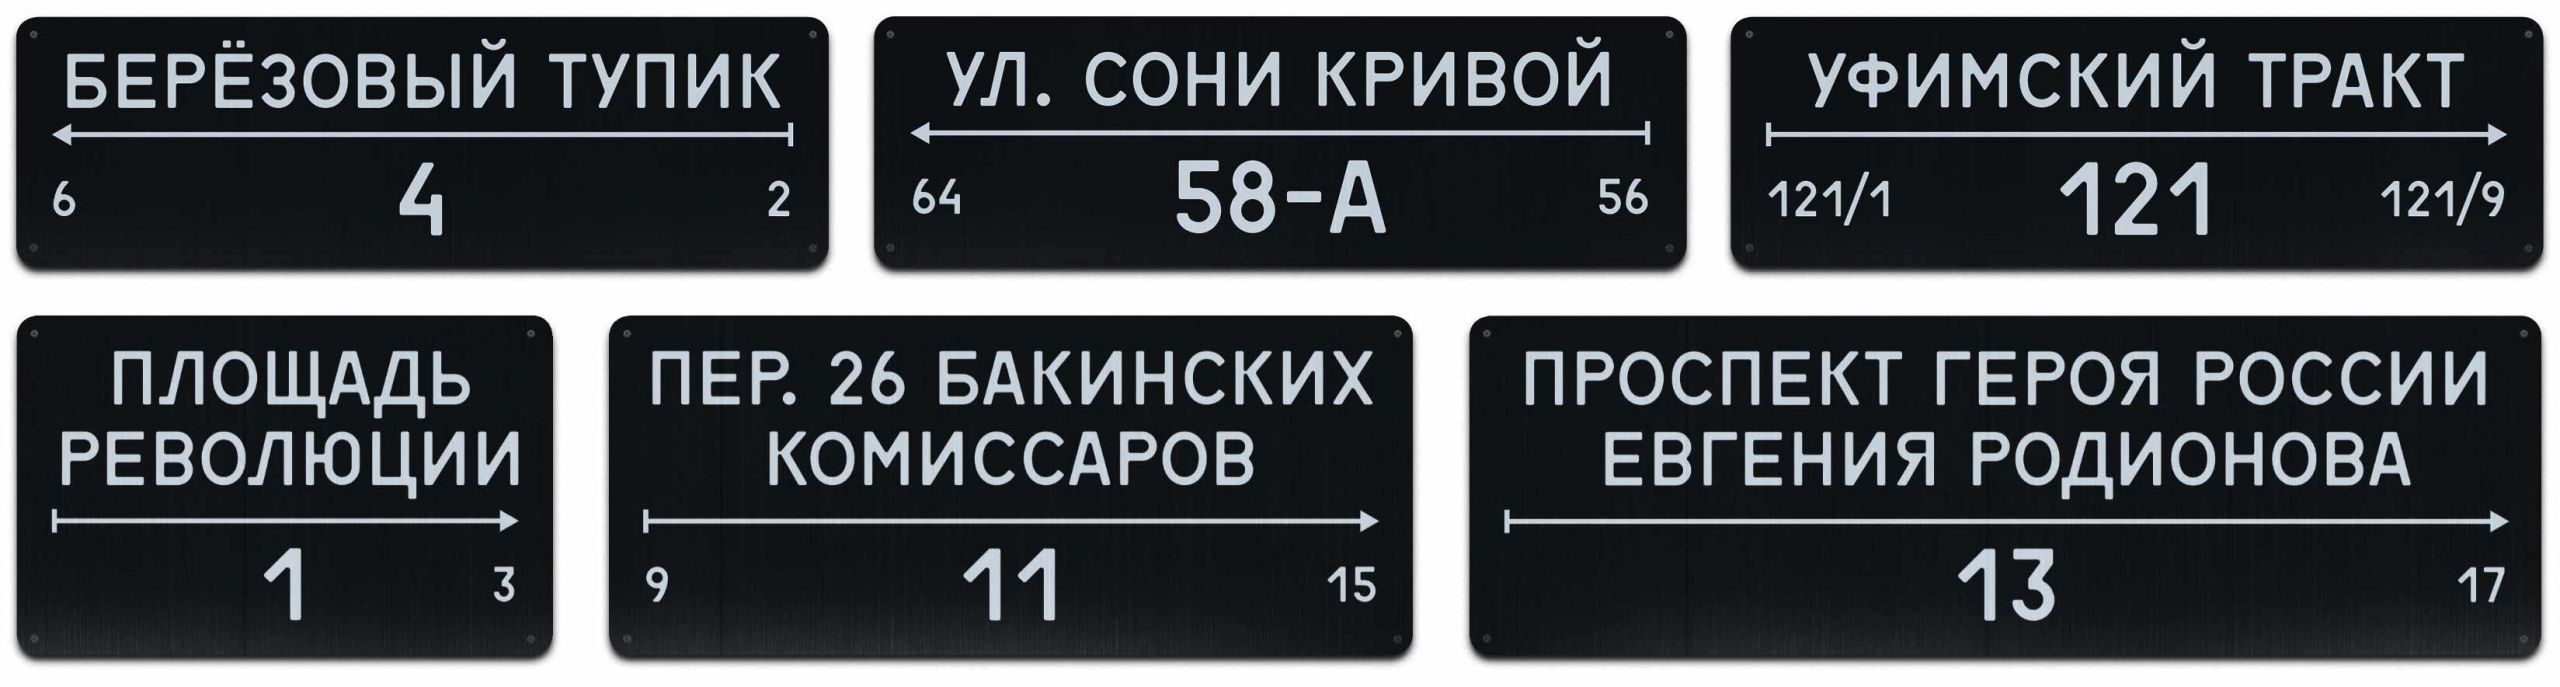 БЕРЁЗОВЫЙ ТУПИК
6 4 2
УЛ. СОНИ КРИВОЙ
64 58-А 56
УФИМСКИЙ ТРАКТ
121/1 121 121/9
ПЛОЩАДЬ
РЕВОЛЮЦИИ
1 3
ПЕР. 26 БАКИНСКИХ
КОМИССАРОВ
9 11 15
ПРОСПЕКТ ГЕРОЯ РОССИИ
ЕВГЕНИЯ РОДИОНОВА
13 17